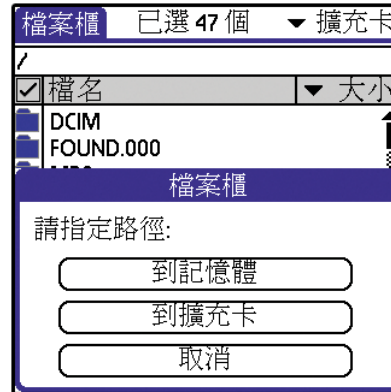 檔案櫃 已選 47 個 ▼ 擴充卡
/
檔名 ▼ 大小
DCIM
FOUND.000
檔案櫃
請指定路徑:
到記憶體
到擴充卡
取消